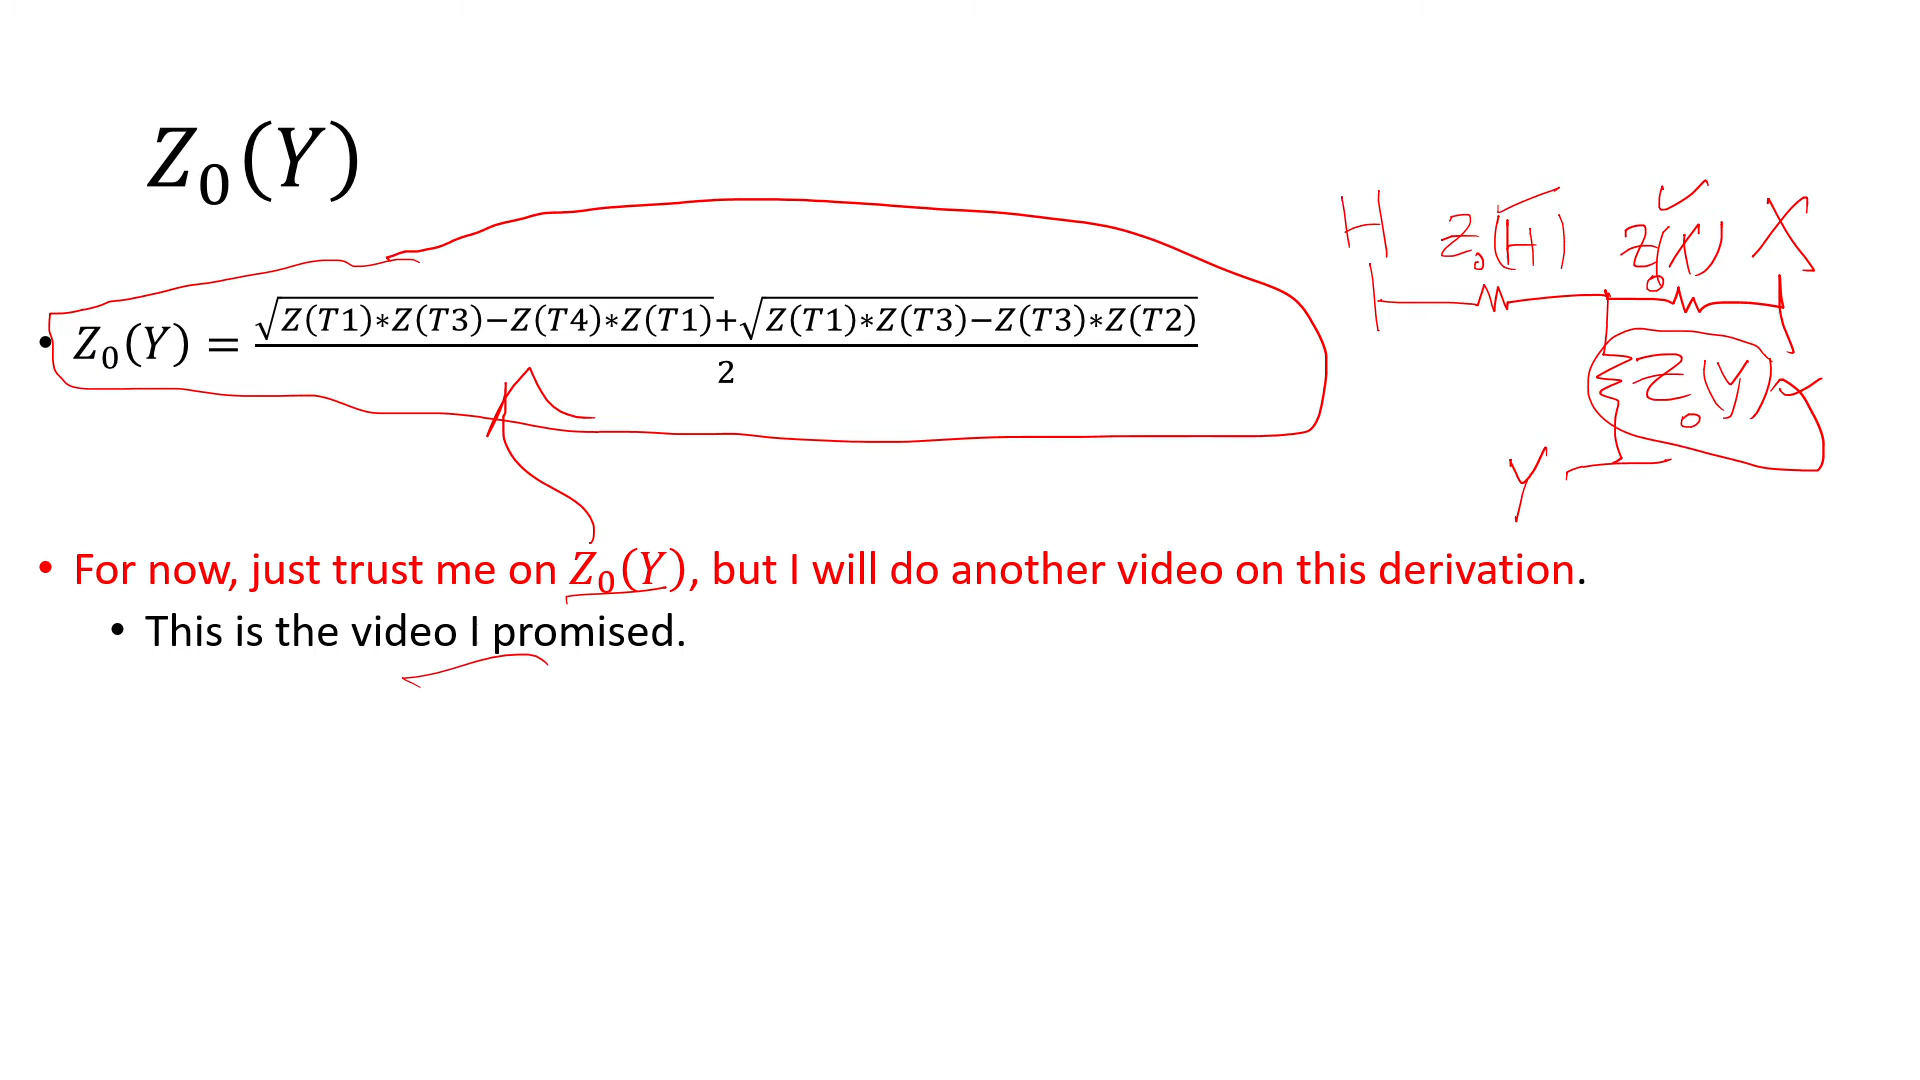 Z₀(Y)
H Z₀(H) Z₀(X) X
• Z₀(Y) = (√(Z(T1)∗Z(T3)−Z(T4)∗Z(T1))+√(Z(T1)∗Z(T3)−Z(T3)∗Z(T2)))/2
Z₀(Y)
Y
• For now, just trust me on Z₀(Y), but I will do another video on this derivation.
• This is the video I promised.